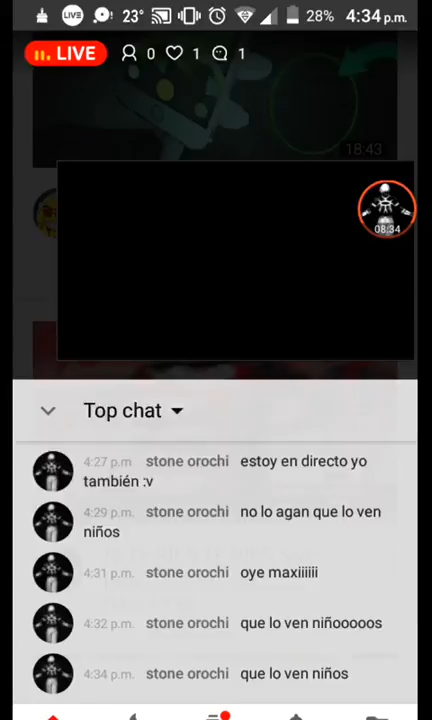 LIVE 23° 28% 4:34 p.m.
LIVE 0 1 1
18:43
08:34
Top chat
4:27 p.m. stone orochi estoy en directo yo
también :v
4:29 p.m. stone orochi no lo agan que lo ven
niños
4:31 p.m. stone orochi oye maxiiiiii
4:32 p.m. stone orochi que lo ven niñooooos
4:34 p.m. stone orochi que lo ven niños